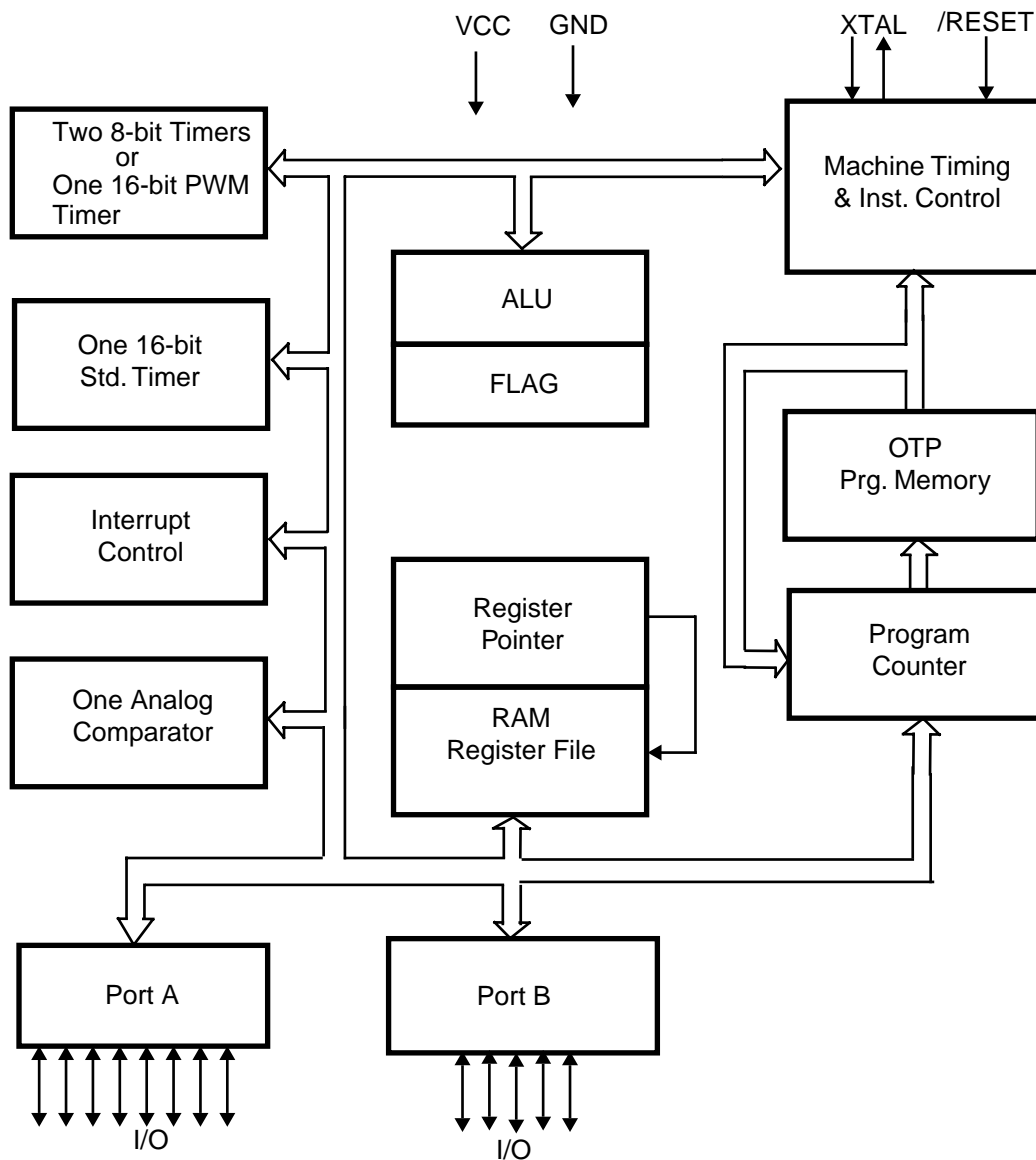 VCC
GND
XTAL
/RESET
Two 8-bit Timers
or
One 16-bit PWM
Timer
Machine Timing
& Inst. Control
ALU
FLAG
One 16-bit
Std. Timer
OTP
Prg. Memory
Interrupt
Control
Register
Pointer
Program
Counter
One Analog
Comparator
RAM
Register File
Port A
Port B
I/O
I/O